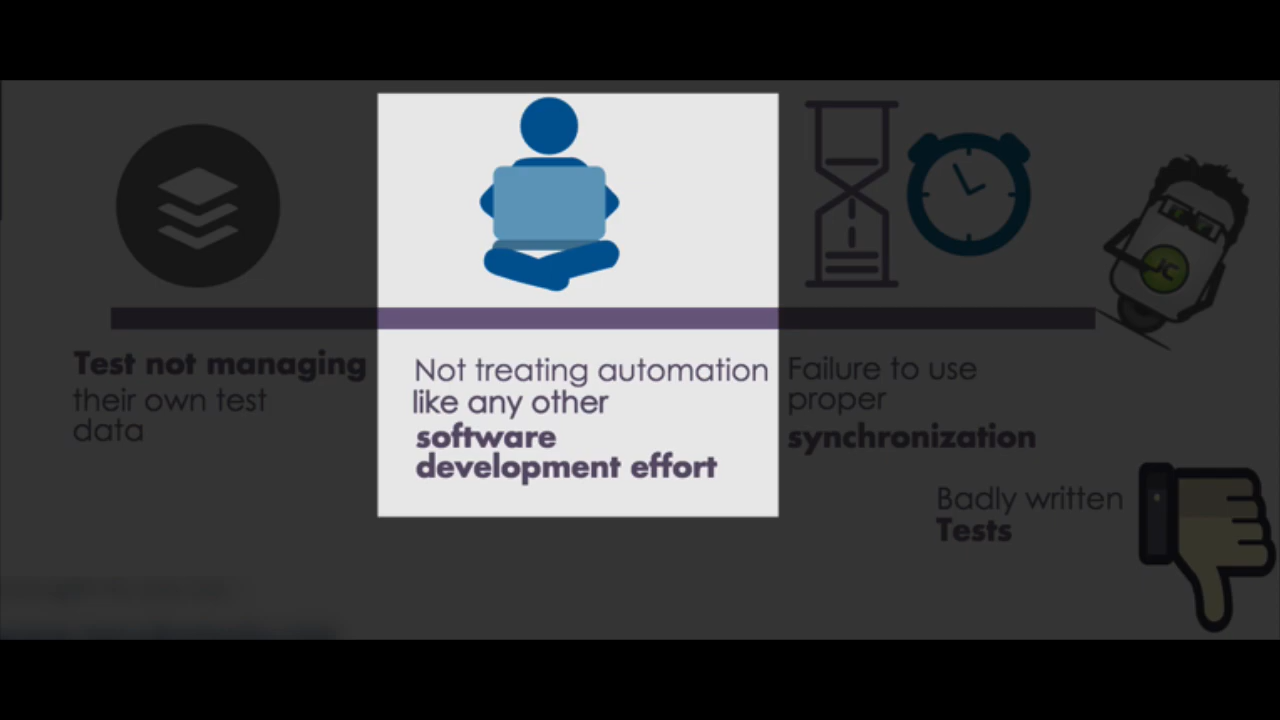 Test not managing
their own test
data
Not treating automation
like any other
software
development effort
Failure to use
proper
synchronization
Badly written
Tests
JC